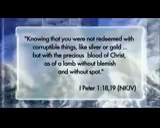 "Knowing that you were not redeemed with
corruptible things, like silver or gold ...
but with the precious blood of Christ,
as of a lamb without blemish
and without spot."
I Peter 1:18,19 (NKJV)